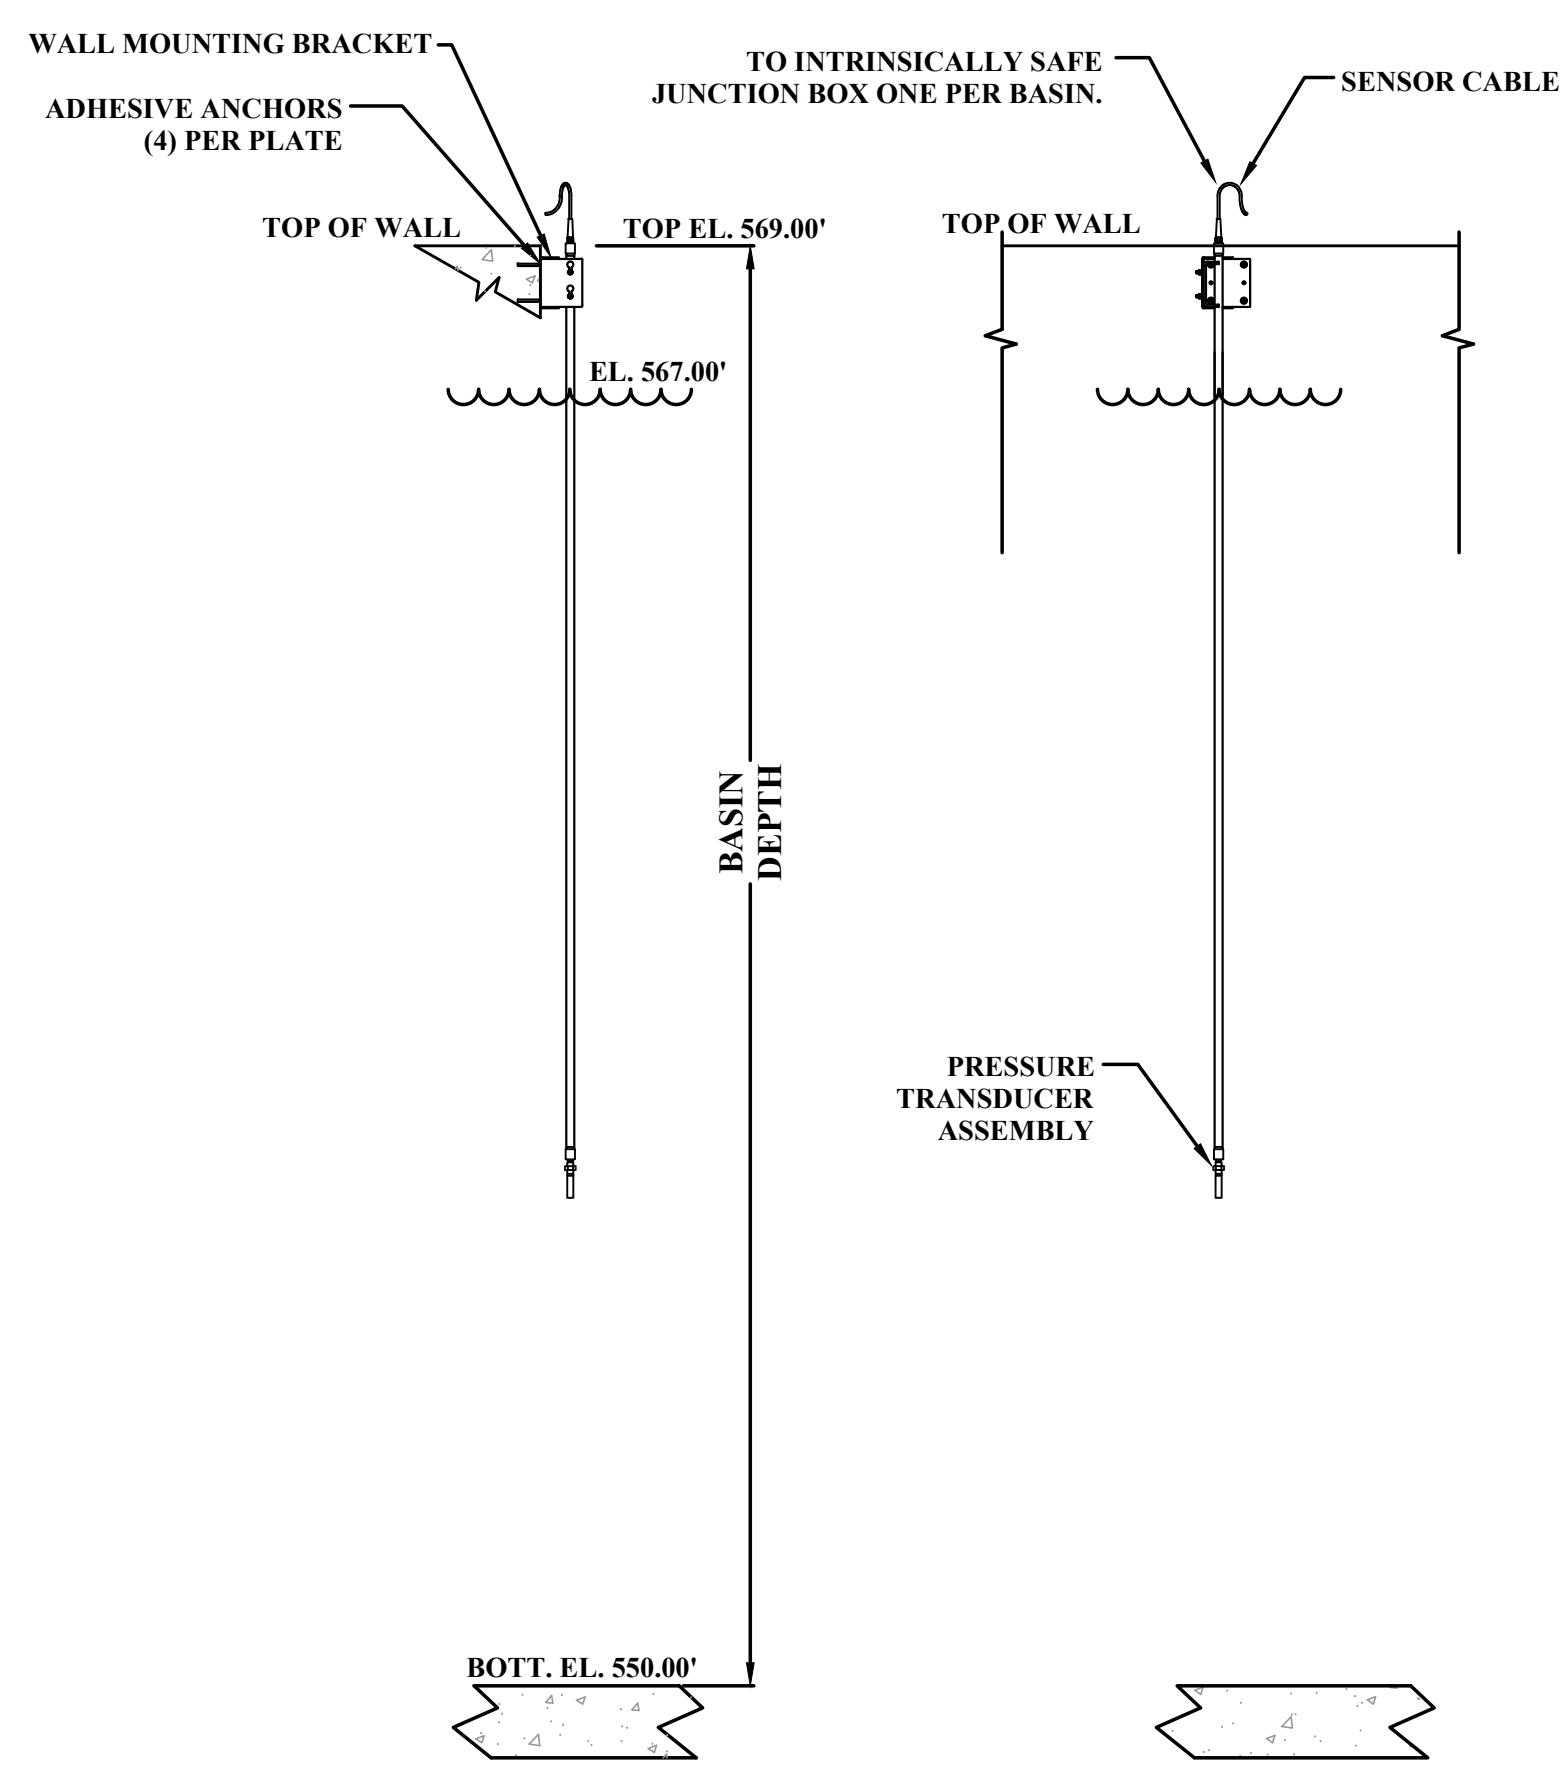 WALL MOUNTING BRACKET
ADHESIVE ANCHORS
(4) PER PLATE
TO INTRINSICALLY SAFE
JUNCTION BOX ONE PER BASIN.
SENSOR CABLE
TOP OF WALL
TOP EL. 569.00'
TOP OF WALL
EL. 567.00'
BASIN
DEPTH
PRESSURE
TRANSDUCER
ASSEMBLY
BOTT. EL. 550.00'